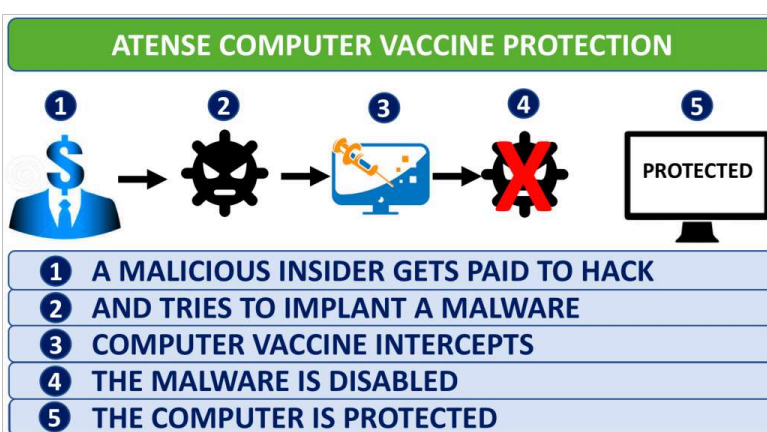 ATENSE COMPUTER VACCINE PROTECTION
1 2 3 4 5
$
X
PROTECTED
1 A MALICIOUS INSIDER GETS PAID TO HACK
2 AND TRIES TO IMPLANT A MALWARE
3 COMPUTER VACCINE INTERCEPTS
4 THE MALWARE IS DISABLED
5 THE COMPUTER IS PROTECTED